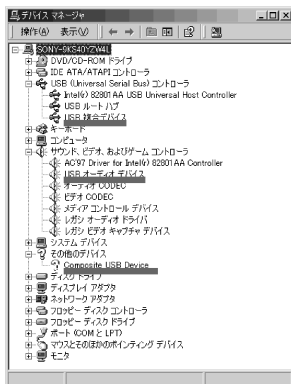 デバイス マネージャ
操作(A) 表示(V)
SONY-9KS40YZW4L
DVD/CD-ROM ドライブ
IDE ATA/ATAPI コントローラ
USB (Universal Serial Bus) コントローラ
Intel(r) 82801AA USB Universal Host Controller
USB ルート ハブ
USB 複合デバイス
キーボード
コンピュータ
サウンド、ビデオ、およびゲーム コントローラ
AC'97 Driver for Intel(r) 82801AA Controller
USB オーディオ デバイス
オーディオ CODEC
ビデオ CODEC
メディア コントロール デバイス
レガシ オーディオ ドライバ
レガシ ビデオ キャプチャ デバイス
システム デバイス
その他のデバイス
Composite USB Device
ディスク ドライブ
ディスプレイ アダプタ
ネットワーク アダプタ
フロッピー ディスク コントローラ
フロッピー ディスク ドライブ
ポート (COM と LPT)
マウスとそのほかのポインティング デバイス
モニタ